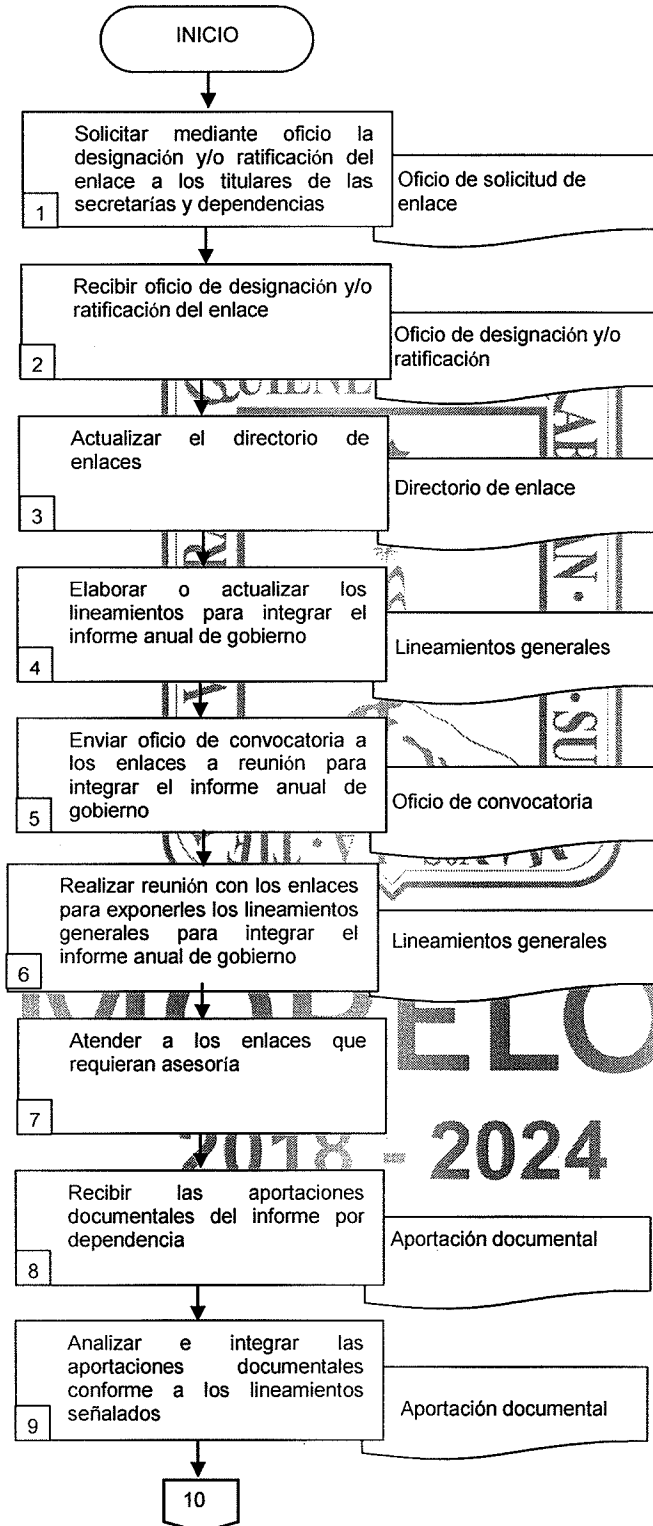 INICIO
Solicitar mediante oficio la
designación y/o ratificación del
enlace a los titulares de las
secretarías y dependencias
1
Oficio de solicitud de
enlace
Recibir oficio de designación y/o
ratificación del enlace
2
Oficio de designación y/o
ratificación
Actualizar el directorio de
enlaces
3
Directorio de enlace
Elaborar o actualizar los
lineamientos para integrar el
informe anual de gobierno
4
Lineamientos generales
Enviar oficio de convocatoria a
los enlaces a reunión para
integrar el informe anual de
gobierno
5
Oficio de convocatoria
Realizar reunión con los enlaces
para exponerles los lineamientos
generales para integrar el
informe anual de gobierno
6
Lineamientos generales
Atender a los enlaces que
requieran asesoría
7
2018 - 2024
Recibir las aportaciones
documentales del informe por
dependencia
8
Aportación documental
Analizar e integrar las
aportaciones documentales
conforme a los lineamientos
señalados
9
Aportación documental
10